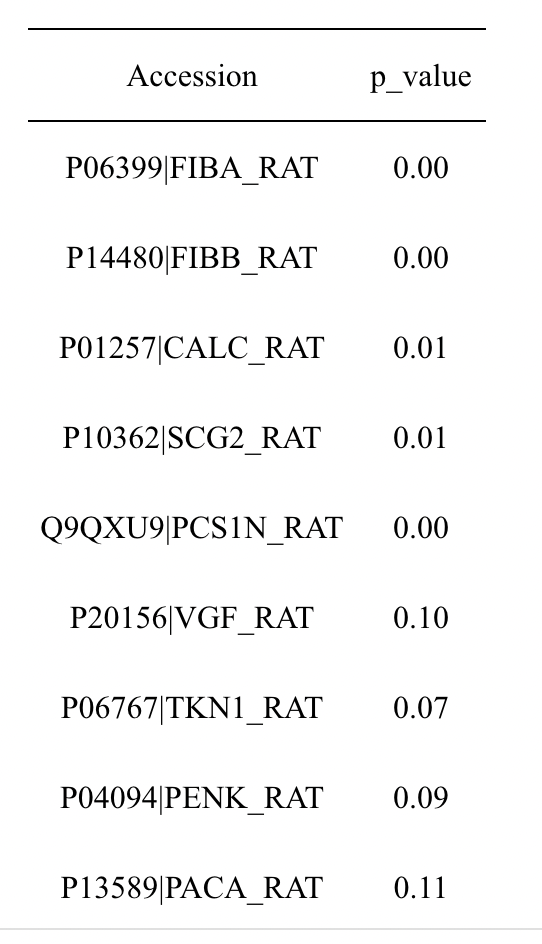 Accession p_value
P06399|FIBA_RAT 0.00
P14480|FIBB_RAT 0.00
P01257|CALC_RAT 0.01
P10362|SCG2_RAT 0.01
Q9QXU9|PCS1N_RAT 0.00
P20156|VGF_RAT 0.10
P06767|TKN1_RAT 0.07
P04094|PENK_RAT 0.09
P13589|PACA_RAT 0.11